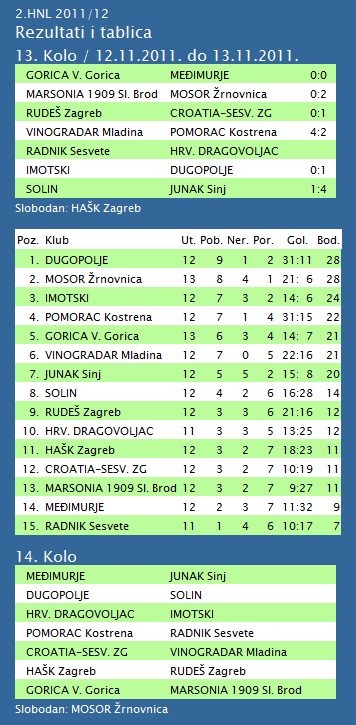 2.HNL 2011/12
Rezultati i tablica
13. Kolo / 12.11.2011. do 13.11.2011.
GORICA V. Gorica MEĐIMURJE 0:0
MARSONIA 1909 Sl. Brod MOSOR Žrnovnica 0:2
RUDEŠ Zagreb CROATIA-SESV. ZG 0:1
VINOGRADAR Mladina POMORAC Kostrena 4:2
RADNIK Sesvete HRV. DRAGOVOLJAC
IMOTSKI DUGOPOLJE 0:1
SOLIN JUNAK Sinj 1:4
Slobodan: HAŠK Zagreb
Poz. Klub Ut. Pob. Ner. Por. Gol. Bod.
1. DUGOPOLJE 12 9 1 2 31:11 28
2. MOSOR Žrnovnica 13 8 4 1 21: 6 28
3. IMOTSKI 12 7 3 2 14: 6 24
4. POMORAC Kostrena 12 7 1 4 31:15 22
5. GORICA V. Gorica 13 6 3 4 14: 7 21
6. VINOGRADAR Mladina 12 7 0 5 22:16 21
7. JUNAK Sinj 12 5 5 2 15: 8 20
8. SOLIN 12 4 2 6 16:28 14
9. RUDEŠ Zagreb 12 3 3 6 21:16 12
10. HRV. DRAGOVOLJAC 11 3 3 5 13:25 12
11. HAŠK Zagreb 12 3 2 7 18:23 11
12. CROATIA-SESV. ZG 12 3 2 7 10:19 11
13. MARSONIA 1909 Sl. Brod 12 3 2 7 9:27 11
14. MEĐIMURJE 12 2 3 7 11:32 9
15. RADNIK Sesvete 11 1 4 6 10:17 7
14. Kolo
MEĐIMURJE JUNAK Sinj
DUGOPOLJE SOLIN
HRV. DRAGOVOLJAC IMOTSKI
POMORAC Kostrena RADNIK Sesvete
CROATIA-SESV. ZG VINOGRADAR Mladina
HAŠK Zagreb RUDEŠ Zagreb
GORICA V. Gorica MARSONIA 1909 Sl. Brod
Slobodan: MOSOR Žrnovnica